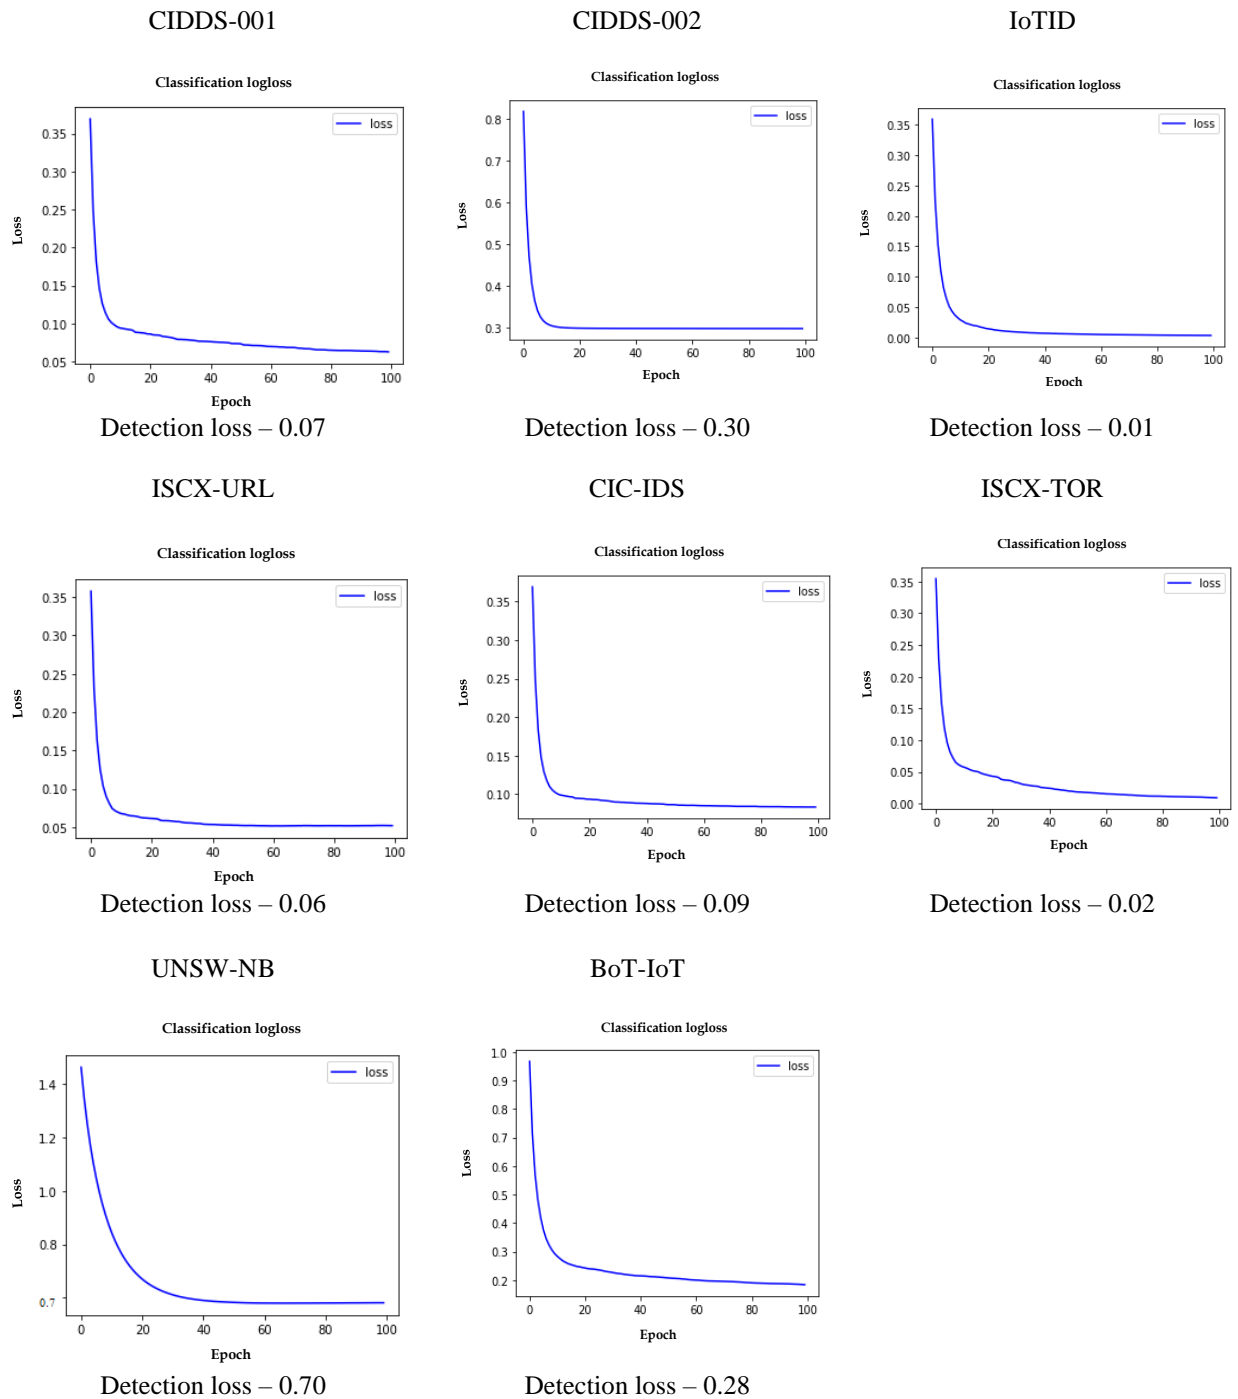 CIDDS-001
CIDDS-002
IoTID
Classification logloss
loss
0.35
0.30
0.25
0.20
0.15
0.10
0.05
0 20 40 60 80 100
Loss
Epoch
Detection loss – 0.07
Classification logloss
loss
0.8
0.7
0.6
0.5
0.4
0.3
0 20 40 60 80 100
Loss
Epoch
Detection loss – 0.30
Classification logloss
loss
0.35
0.30
0.25
0.20
0.15
0.10
0.05
0.00
0 20 40 60 80 100
Loss
Epoch
Detection loss – 0.01
ISCX-URL
CIC-IDS
ISCX-TOR
Classification logloss
loss
0.35
0.30
0.25
0.20
0.15
0.10
0.05
0 20 40 60 80 100
Loss
Epoch
Detection loss – 0.06
Classification logloss
loss
0.35
0.30
0.25
0.20
0.15
0.10
0 20 40 60 80 100
Loss
Epoch
Detection loss – 0.09
Classification logloss
loss
0.35
0.30
0.25
0.20
0.15
0.10
0.05
0.00
0 20 40 60 80 100
Loss
Epoch
Detection loss – 0.02
UNSW-NB
BoT-IoT
Classification logloss
loss
1.4
1.2
1.0
0.8
0.7
0 20 40 60 80 100
Loss
Epoch
Detection loss – 0.70
Classification logloss
loss
1.0
0.9
0.8
0.7
0.6
0.5
0.4
0.3
0.2
0 20 40 60 80 100
Loss
Epoch
Detection loss – 0.28